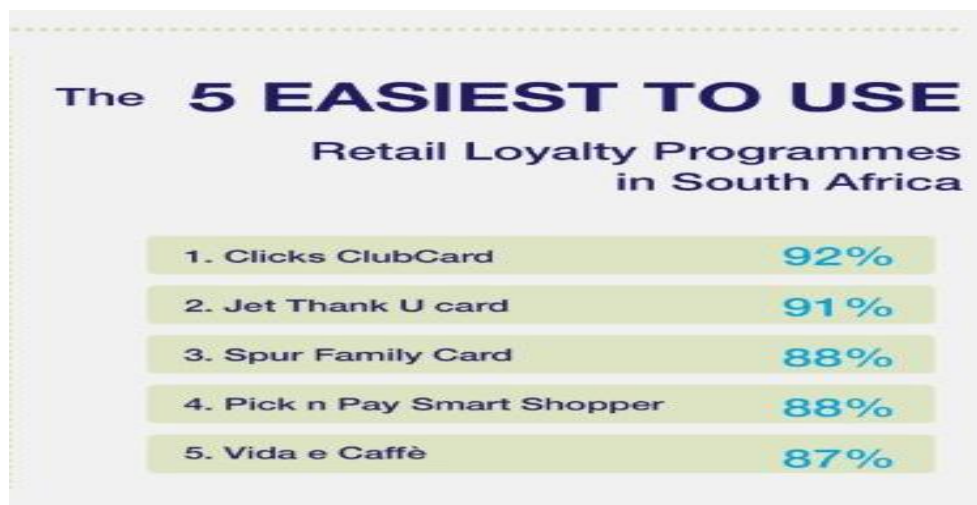 The 5 EASIEST TO USE
Retail Loyalty Programmes
in South Africa
1. Clicks ClubCard 92%
2. Jet Thank U card 91%
3. Spur Family Card 88%
4. Pick n Pay Smart Shopper 88%
5. Vida e Caffè 87%